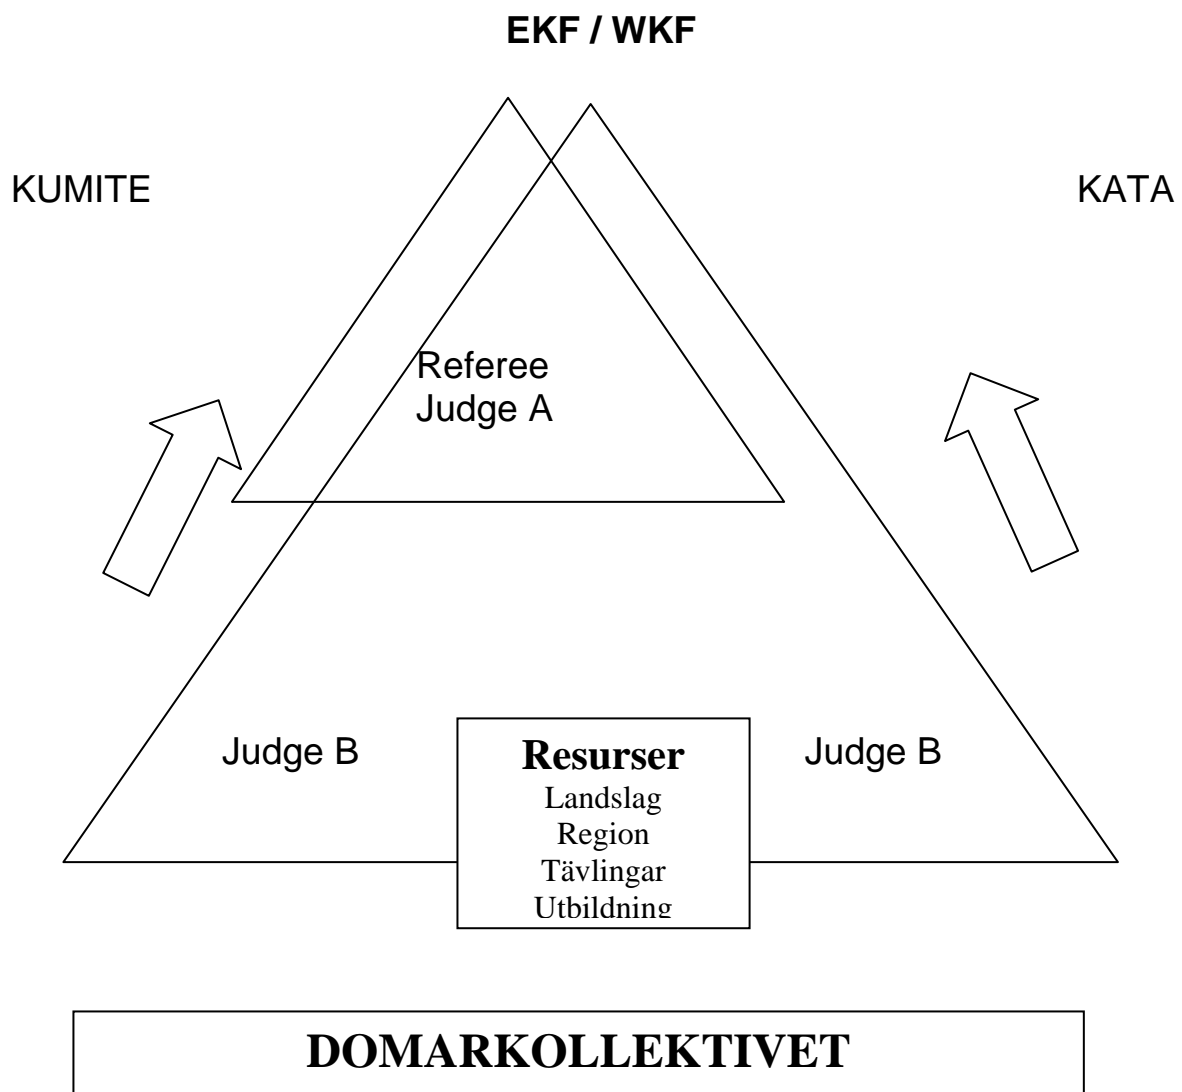 EKF / WKF
KUMITE
KATA
Referee
Judge A
Judge B
Judge B
Resurser
Landslag
Region
Tävlingar
Utbildning
DOMARKOLLEKTIVET